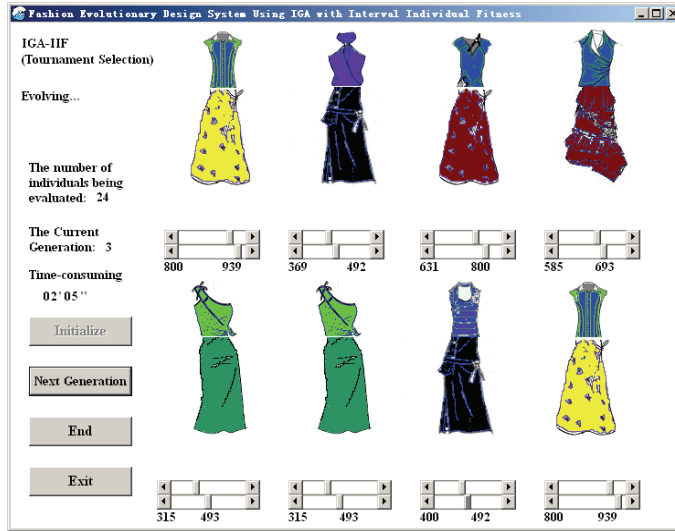 Fashion Evolutionary Design System Using IGA with Interval Individual Fitness
IGA-IIF
(Tournament Selection)
Evolving...
The number of
individuals being
evaluated: 24
The Current
Generation: 3
Time-consuming
02'05"
Initialize
Next Generation
End
Exit
800 939
369 492
631 800
585 693
315 493
315 493
400 492
800 939